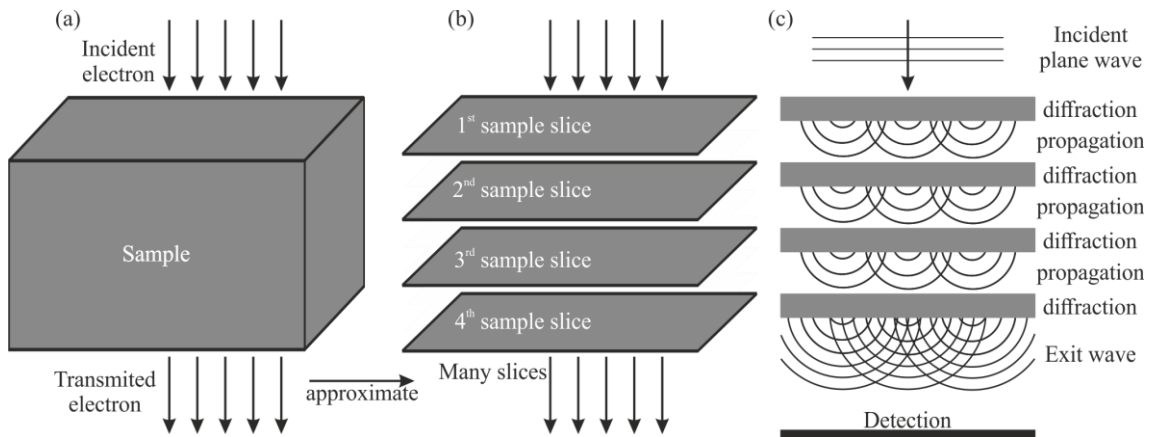 (a)
Incident
electron
Sample
Transmited
electron
approximate
(b)
1st sample slice
2nd sample slice
3rd sample slice
4th sample slice
Many slices
(c)
Incident
plane wave
diffraction
propagation
diffraction
propagation
diffraction
propagation
diffraction
Exit wave
Detection